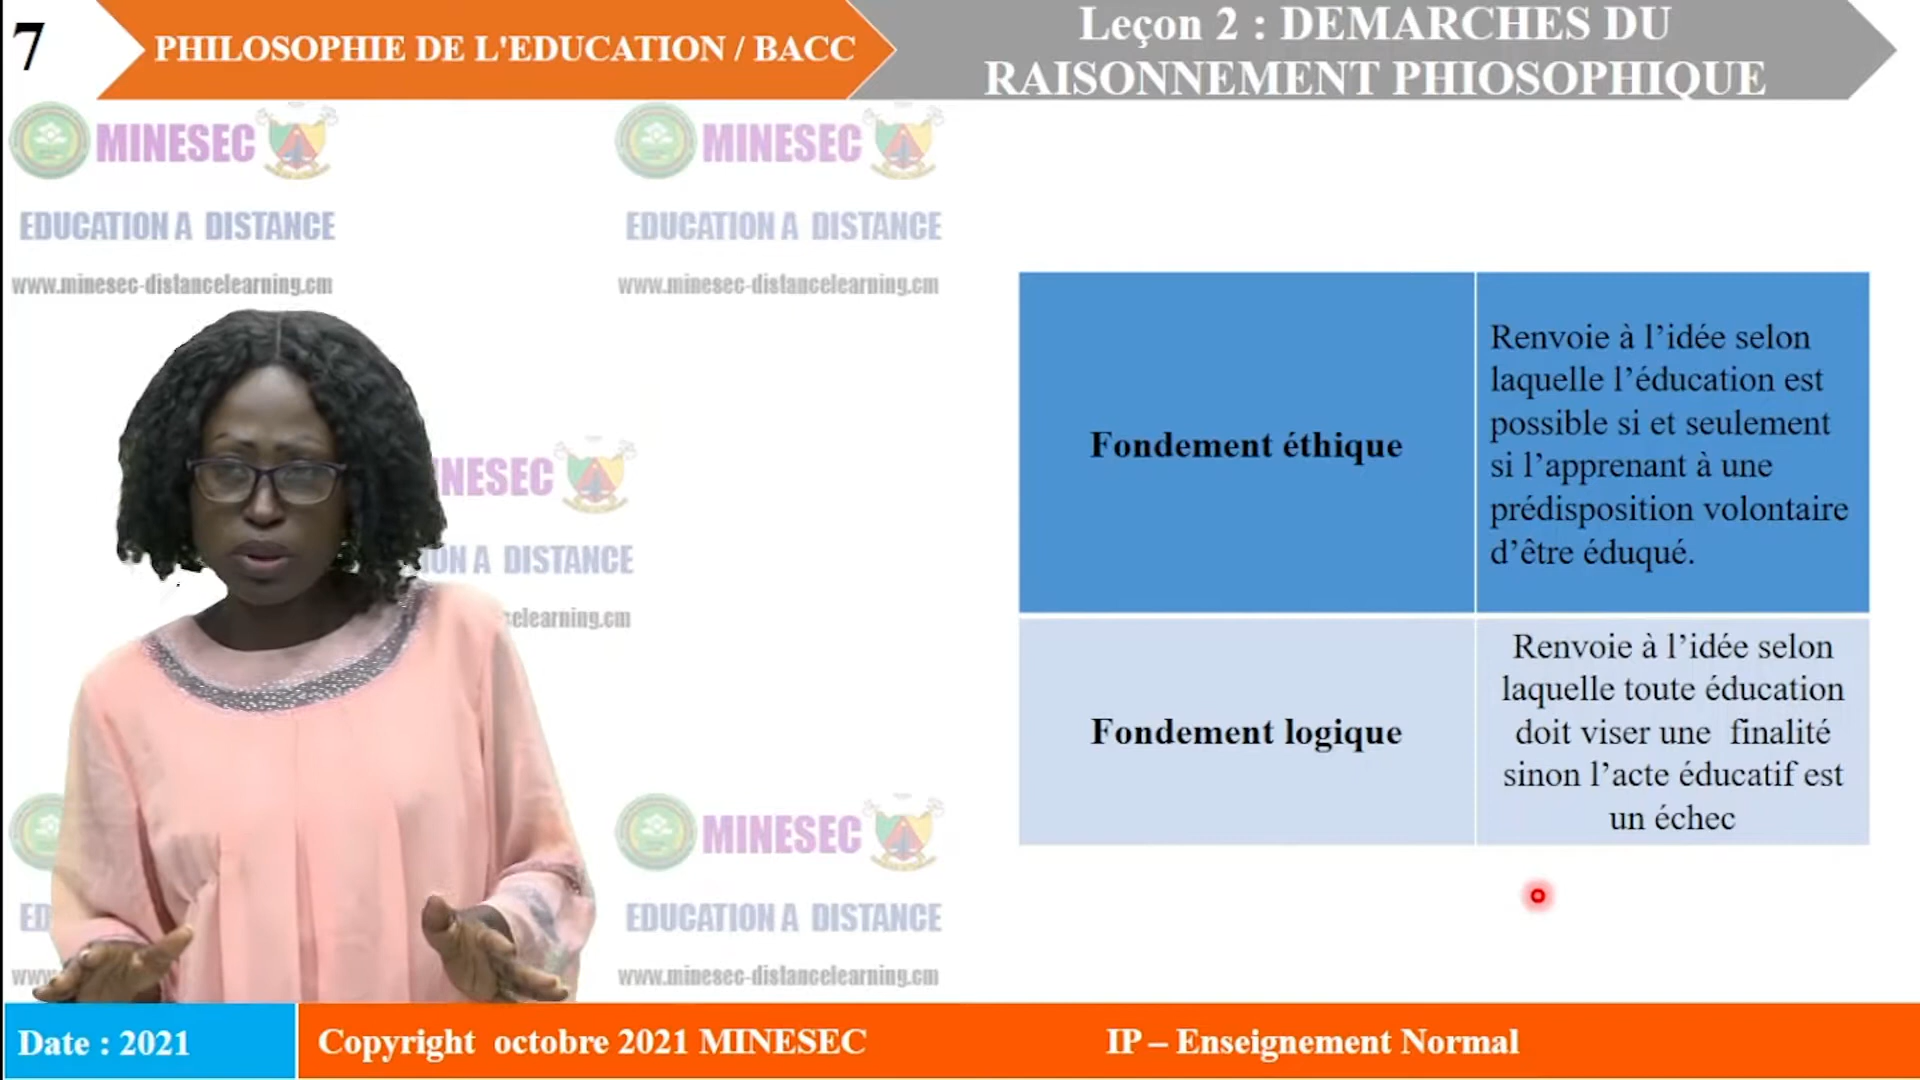 7
PHILOSOPHIE DE L'EDUCATION / BACC
Leçon 2 : DEMARCHES DU
RAISONNEMENT PHIOSOPHIQUE
MINESEC
MINESEC
EDUCATION A DISTANCE
EDUCATION A DISTANCE
www.minesec-distancelearning.cm
www.minesec-distancelearning.cm
Fondement éthique
Renvoie à l’idée selon
laquelle l’éducation est
possible si et seulement
si l’apprenant à une
prédisposition volontaire
d’être éduqué.
NESEC
ION A DISTANCE
elearning.cm
Fondement logique
Renvoie à l’idée selon
laquelle toute éducation
doit viser une finalité
sinon l’acte éducatif est
un échec
MINESEC
ED
EDUCATION A DISTANCE
www
www.minesec-distancelearning.cm
Date : 2021
Copyright octobre 2021 MINESEC
IP – Enseignement Normal